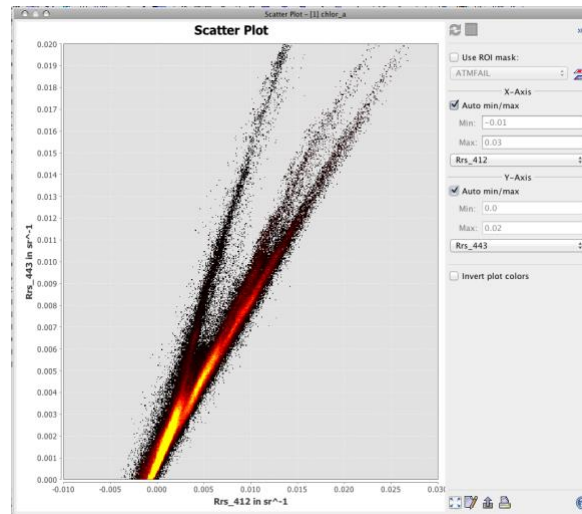 Scatter Plot - [1] chlor_a
Scatter Plot
0.020
0.019
0.018
0.017
0.016
0.015
0.014
0.013
0.012
0.011
0.010
0.009
0.008
0.007
0.006
0.005
0.004
0.003
0.002
0.001
0.000
Rrs_443 in sr^-1
-0.010
-0.005
0.000
0.005
0.010
0.015
0.020
0.025
0.030
Rrs_412 in sr^-1
Use ROI mask:
ATMFAIL
X-Axis
Auto min/max
Min: -0.01
Max: 0.03
Rrs_412
Y-Axis
Auto min/max
Min: 0.0
Max: 0.02
Rrs_443
Invert plot colors